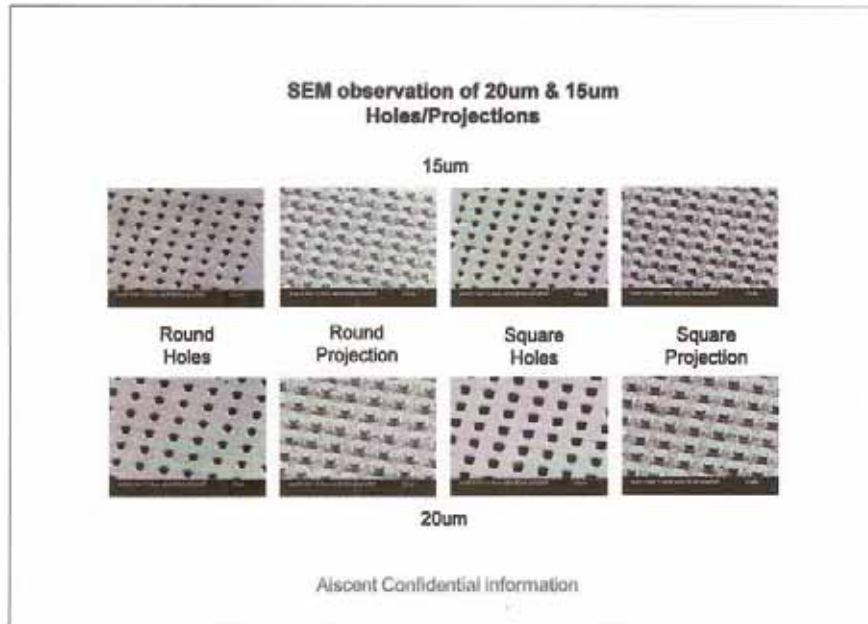 SEM observation of 20um & 15um
Holes/Projections
15um
Round
Holes
Round
Projection
Square
Holes
Square
Projection
20um
Aiscent Confidential information